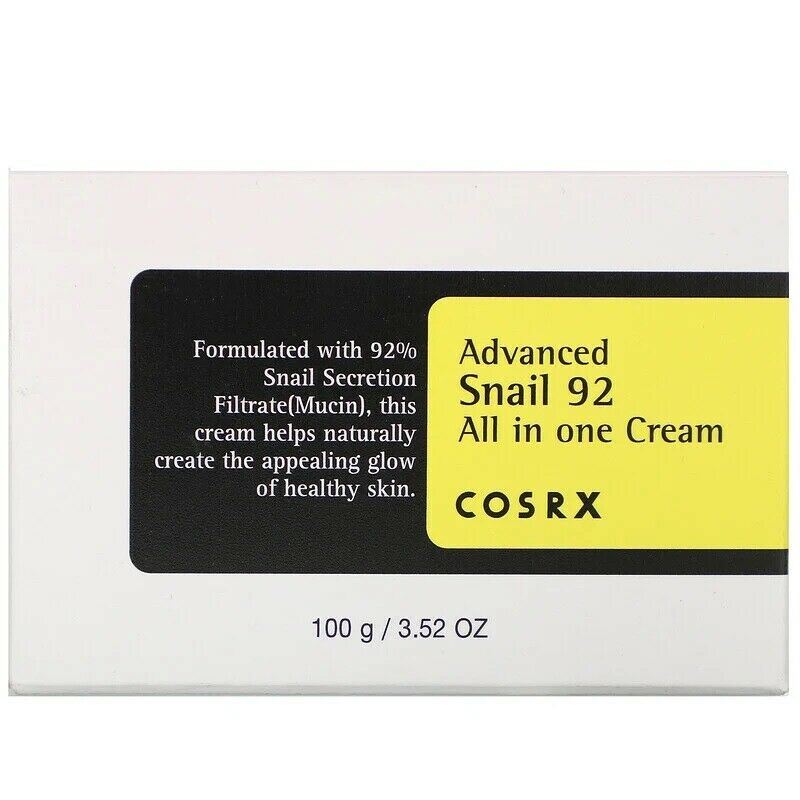 Formulated with 92%
Snail Secretion
Filtrate(Mucin), this
cream helps naturally
create the appealing glow
of healthy skin.
Advanced
Snail 92
All in one Cream
COSRX
100 g / 3.52 OZ